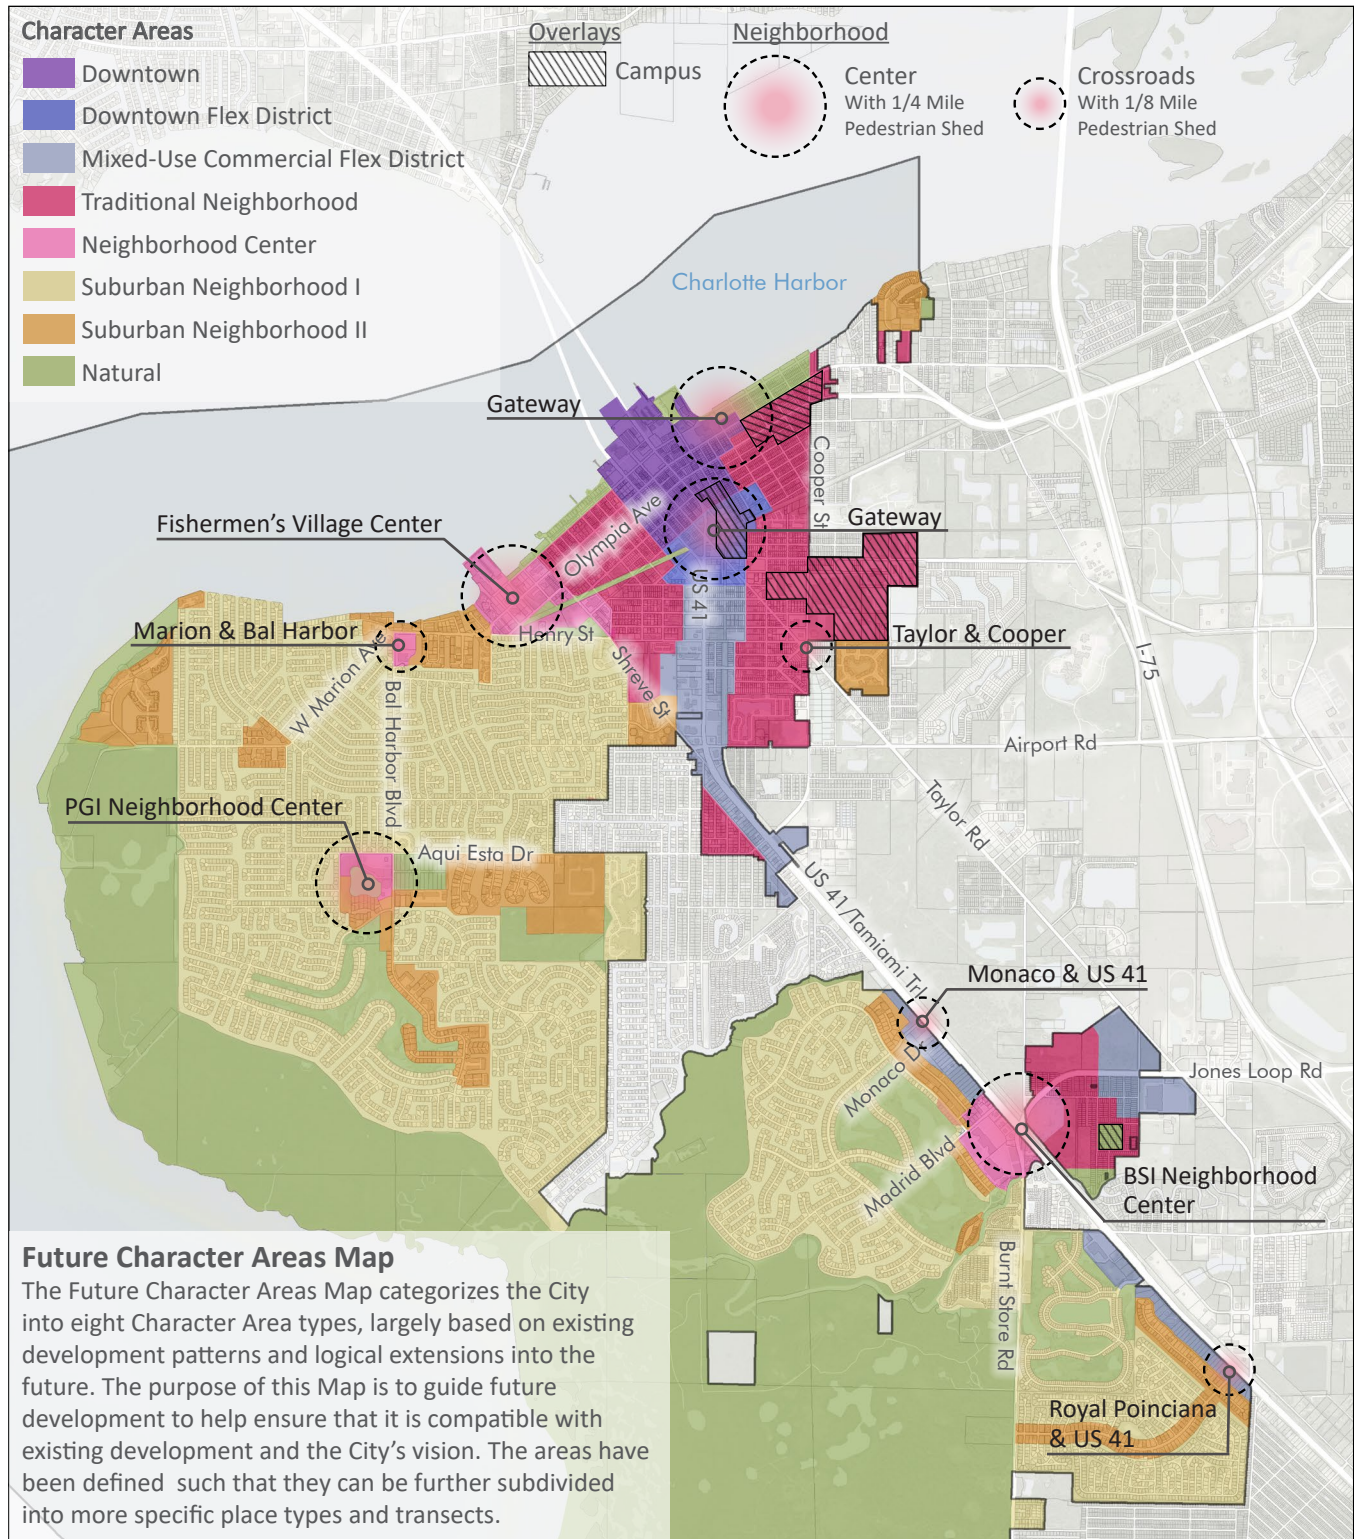 Character Areas
Downtown
Downtown Flex District
Mixed-Use Commercial Flex District
Traditional Neighborhood
Neighborhood Center
Suburban Neighborhood I
Suburban Neighborhood II
Natural
Overlays
Campus
Neighborhood
Center
With 1/4 Mile
Pedestrian Shed
Crossroads
With 1/8 Mile
Pedestrian Shed
Charlotte Harbor
Gateway
Cooper St
Fishermen's Village Center
Olympia Ave
Gateway
US 41
Marion & Bal Harbor
Henry St
Taylor & Cooper
W Marion Ave
Shreve St
I-75
Bal Harbor Blvd
Airport Rd
PGI Neighborhood Center
Taylor Rd
Aqui Esta Dr
US 41/Tamiami Trl
Monaco & US 41
Monaco Dr
Jones Loop Rd
Madrid Blvd
BSI Neighborhood
Center
Burnt Store Rd
Royal Poinciana
& US 41
Future Character Areas Map
The Future Character Areas Map categorizes the City
into eight Character Area types, largely based on existing
development patterns and logical extensions into the
future. The purpose of this Map is to guide future
development to help ensure that it is compatible with
existing development and the City's vision. The areas have
been defined  such that they can be further subdivided
into more specific place types and transects.